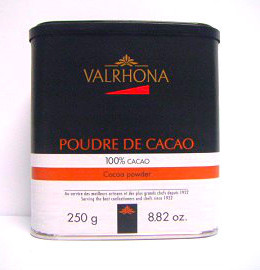 VALRHONA
POUDRE DE CACAO
100% CACAO
Cocoa powder
Au service des meilleurs artisans et des plus grands chefs depuis 1922
Serving the best confectioners and chefs since 1922
250 g 8.82 oz.